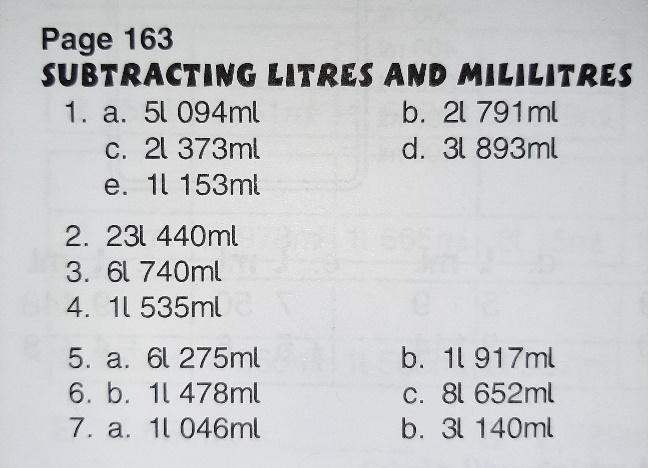 Page 163
SUBTRACTING LITRES AND MILILITRES
1. a. 5l 094ml b. 2l 791ml
c. 2l 373ml d. 3l 893ml
e. 1l 153ml
2. 23l 440ml
3. 6l 740ml
4. 1l 535ml
5. a. 6l 275ml b. 1l 917ml
6. b. 1l 478ml c. 8l 652ml
7. a. 1l 046ml b. 3l 140ml